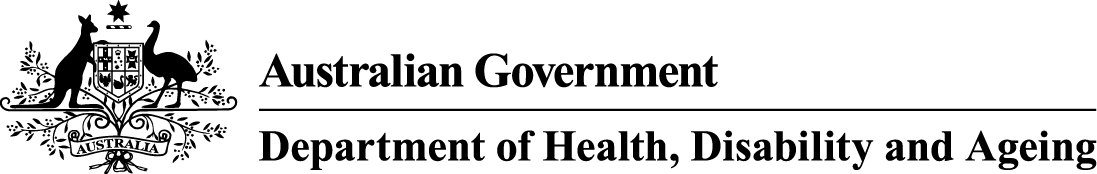 Australian Government
Department of Health, Disability and Ageing
AUSTRALIA